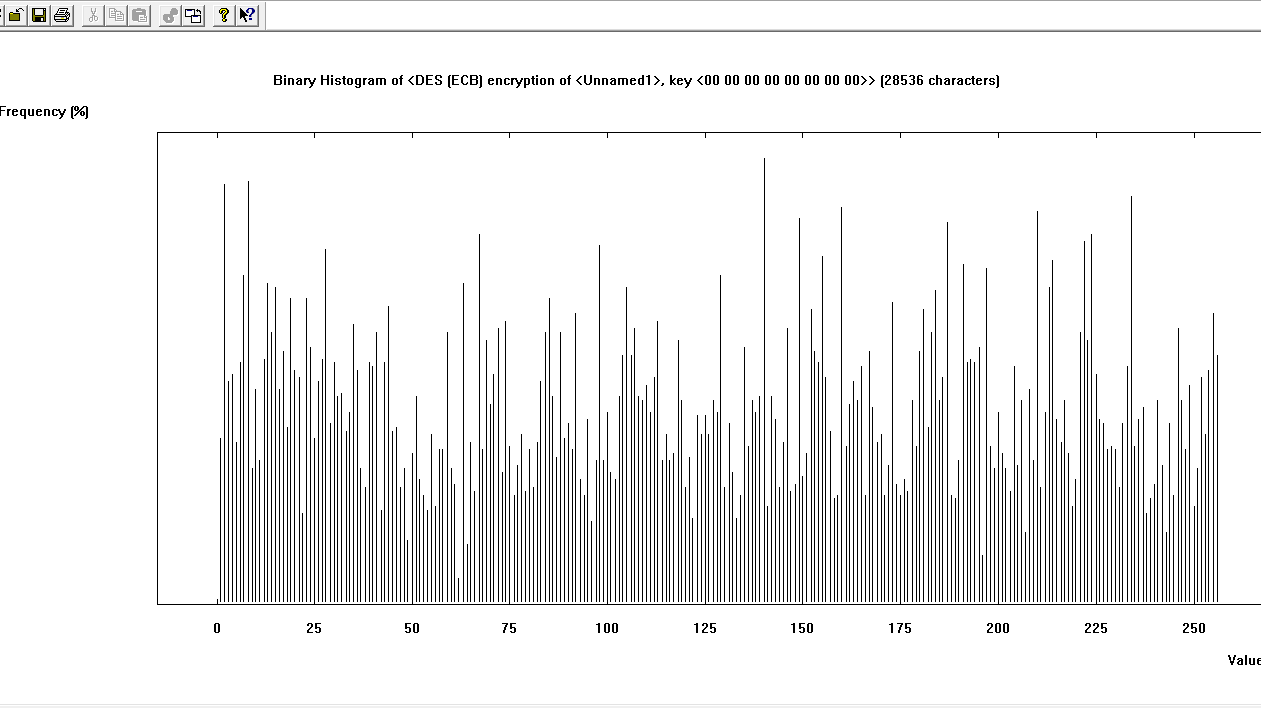 Binary Histogram of <DES (ECB) encryption of <Unnamed1>, key <00 00 00 00 00 00 00 00>> (28536 characters)
Frequency (%)
0 25 50 75 100 125 150 175 200 225 250
Value